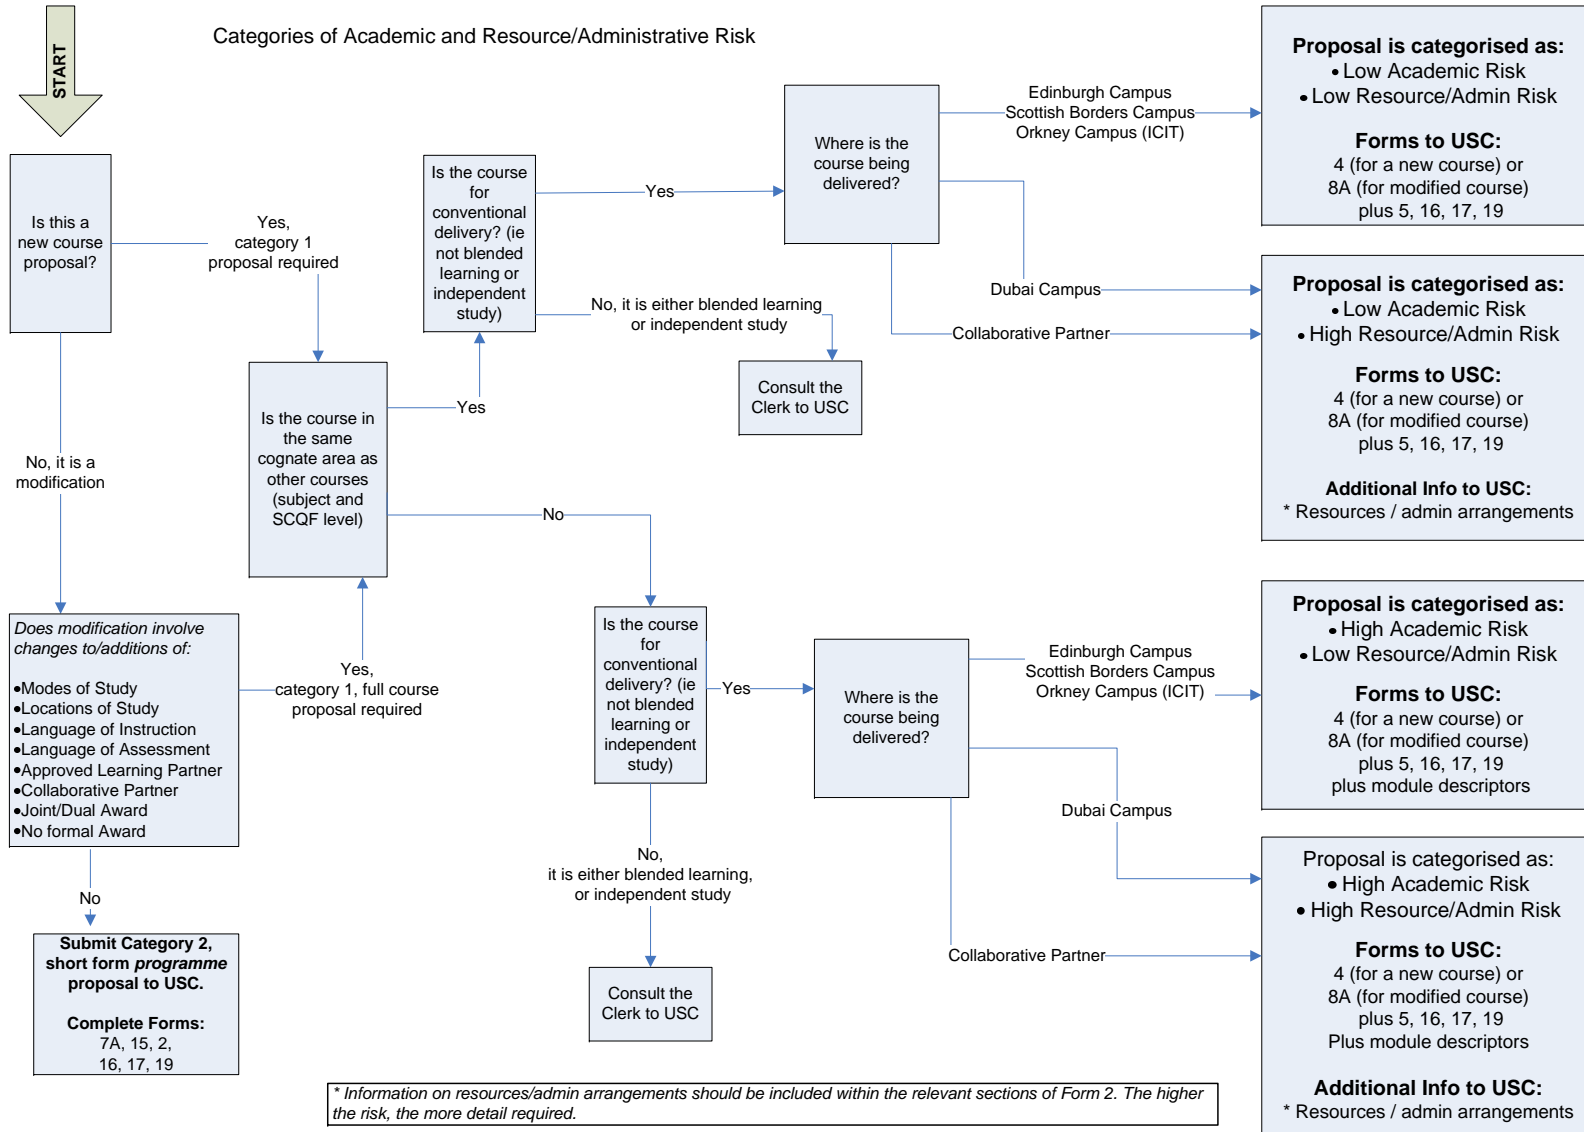 Categories of Academic and Resource/Administrative Risk
START
Is this a
new course
proposal?
Yes,
category 1
proposal required
No, it is a
modification
Does modification involve
changes to/additions of:
•Modes of Study
•Locations of Study
•Language of Instruction
•Language of Assessment
•Approved Learning Partner
•Collaborative Partner
•Joint/Dual Award
•No formal Award
Yes,
category 1, full course
proposal required
No
Submit Category 2,
short form programme
proposal to USC.
Complete Forms:
7A, 15, 2,
16, 17, 19
Is the course in
the same
cognate area as
other courses
(subject and
SCQF level)
Yes
No
Is the course
for
conventional
delivery? (ie
not blended
learning or
independent
study)
Yes
No, it is either blended learning
or independent study
Consult the
Clerk to USC
Where is the
course being
delivered?
Edinburgh Campus
Scottish Borders Campus
Orkney Campus (ICIT)
Dubai Campus
Collaborative Partner
Proposal is categorised as:
• Low Academic Risk
• Low Resource/Admin Risk
Forms to USC:
4 (for a new course) or
8A (for modified course)
plus 5, 16, 17, 19
Proposal is categorised as:
• Low Academic Risk
• High Resource/Admin Risk
Forms to USC:
4 (for a new course) or
8A (for modified course)
plus 5, 16, 17, 19
Additional Info to USC:
* Resources / admin arrangements
Is the course
for
conventional
delivery? (ie
not blended
learning or
independent
study)
Yes
No,
it is either blended learning,
or independent study
Consult the
Clerk to USC
Where is the
course being
delivered?
Edinburgh Campus
Scottish Borders Campus
Orkney Campus (ICIT)
Dubai Campus
Collaborative Partner
Proposal is categorised as:
• High Academic Risk
• Low Resource/Admin Risk
Forms to USC:
4 (for a new course) or
8A (for modified course)
plus 5, 16, 17, 19
plus module descriptors
Proposal is categorised as:
• High Academic Risk
• High Resource/Admin Risk
Forms to USC:
4 (for a new course) or
8A (for modified course)
plus 5, 16, 17, 19
Plus module descriptors
Additional Info to USC:
* Resources / admin arrangements
* Information on resources/admin arrangements should be included within the relevant sections of Form 2. The higher
the risk, the more detail required.